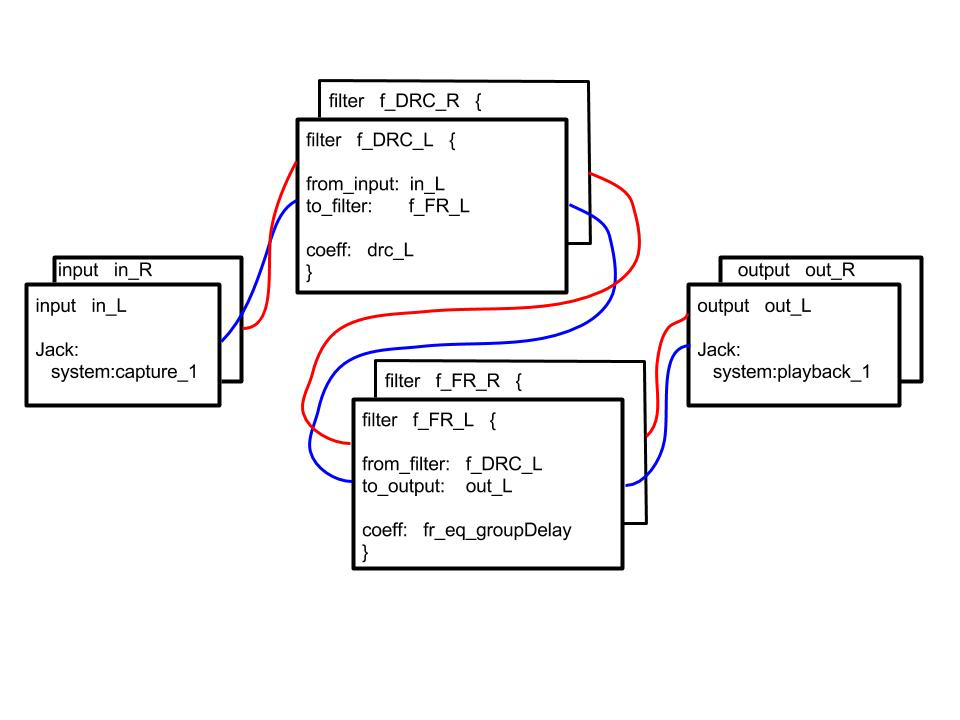 filter f_DRC_R {
filter f_DRC_L {
from_input: in_L
to_filter: f_FR_L
coeff: drc_L
}
input in_R
input in_L
Jack:
system:capture_1
output out_R
output out_L
Jack:
system:playback_1
filter f_FR_R {
filter f_FR_L {
from_filter: f_DRC_L
to_output: out_L
coeff: fr_eq_groupDelay
}